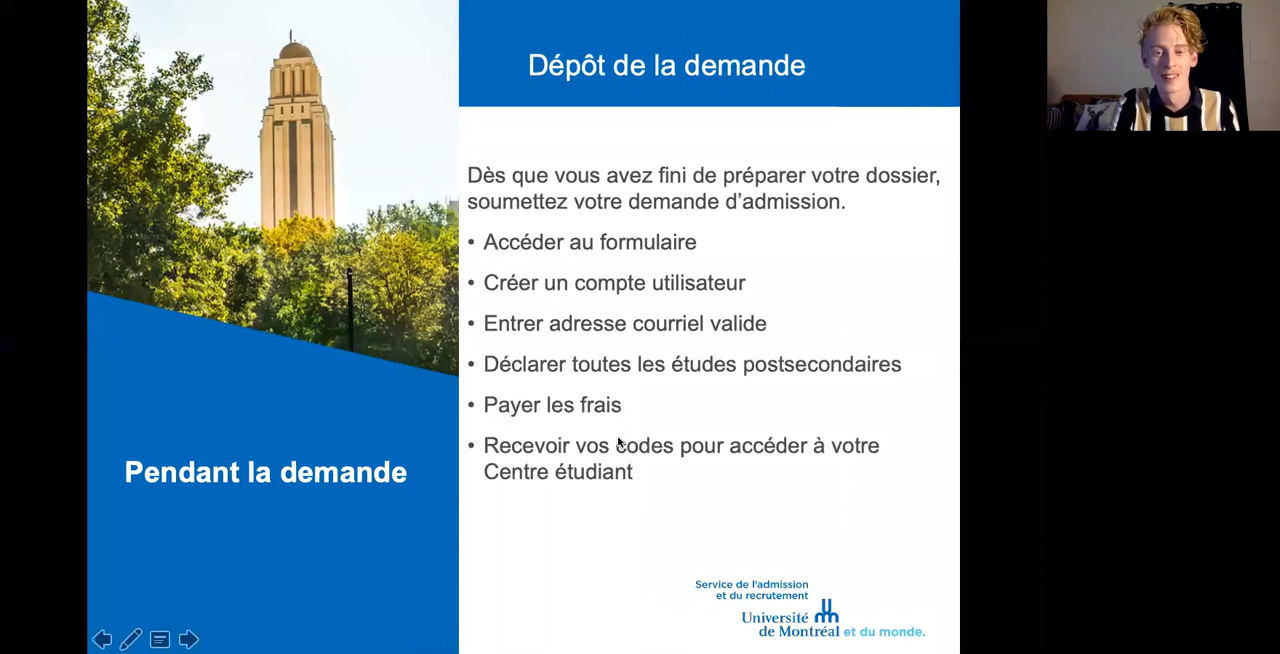 Dépôt de la demande
Dès que vous avez fini de préparer votre dossier,
soumettez votre demande d'admission.
• Accéder au formulaire
• Créer un compte utilisateur
• Entrer adresse courriel valide
• Déclarer toutes les études postsecondaires
• Payer les frais
• Recevoir vos codes pour accéder à votre
Centre étudiant
Pendant la demande
Service de l'admission
et du recrutement
Université
de Montréal et du monde.